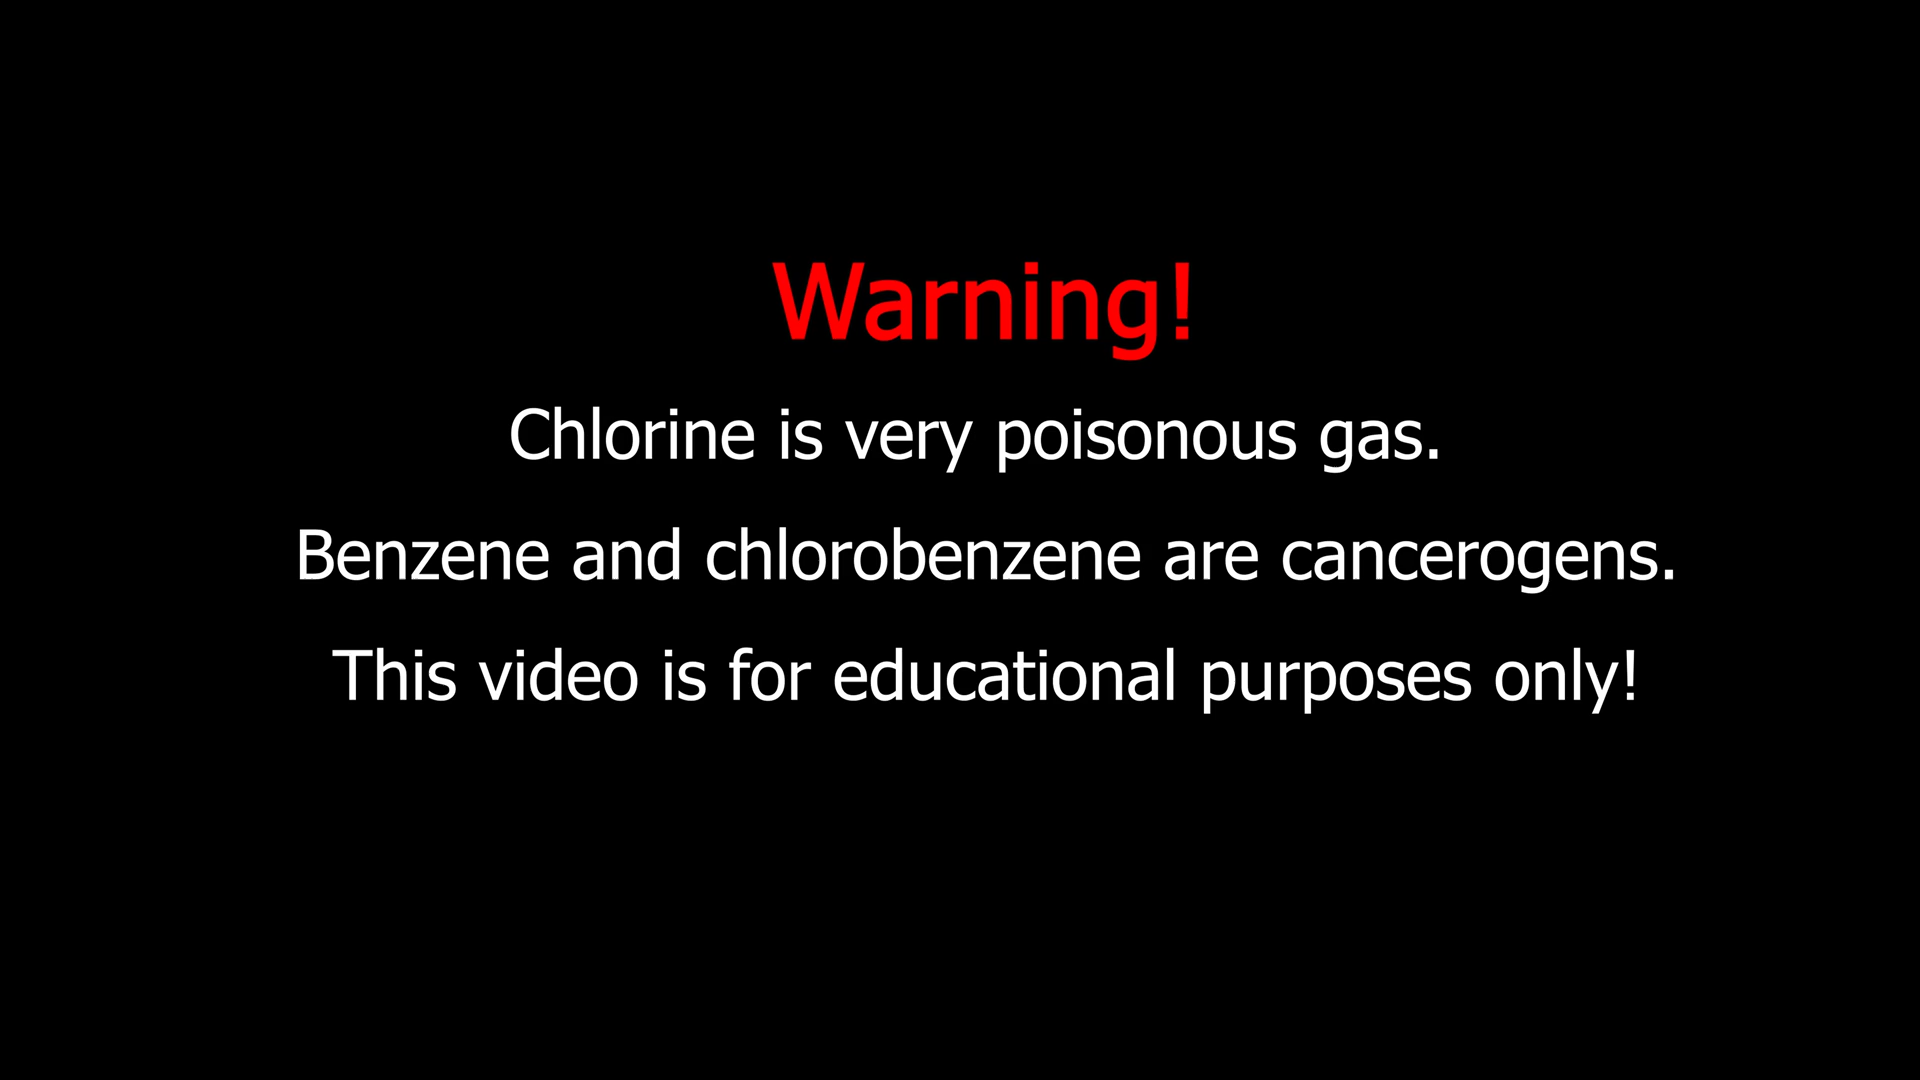 Warning!
Chlorine is very poisonous gas.
Benzene and chlorobenzene are cancerogens.
This video is for educational purposes only!